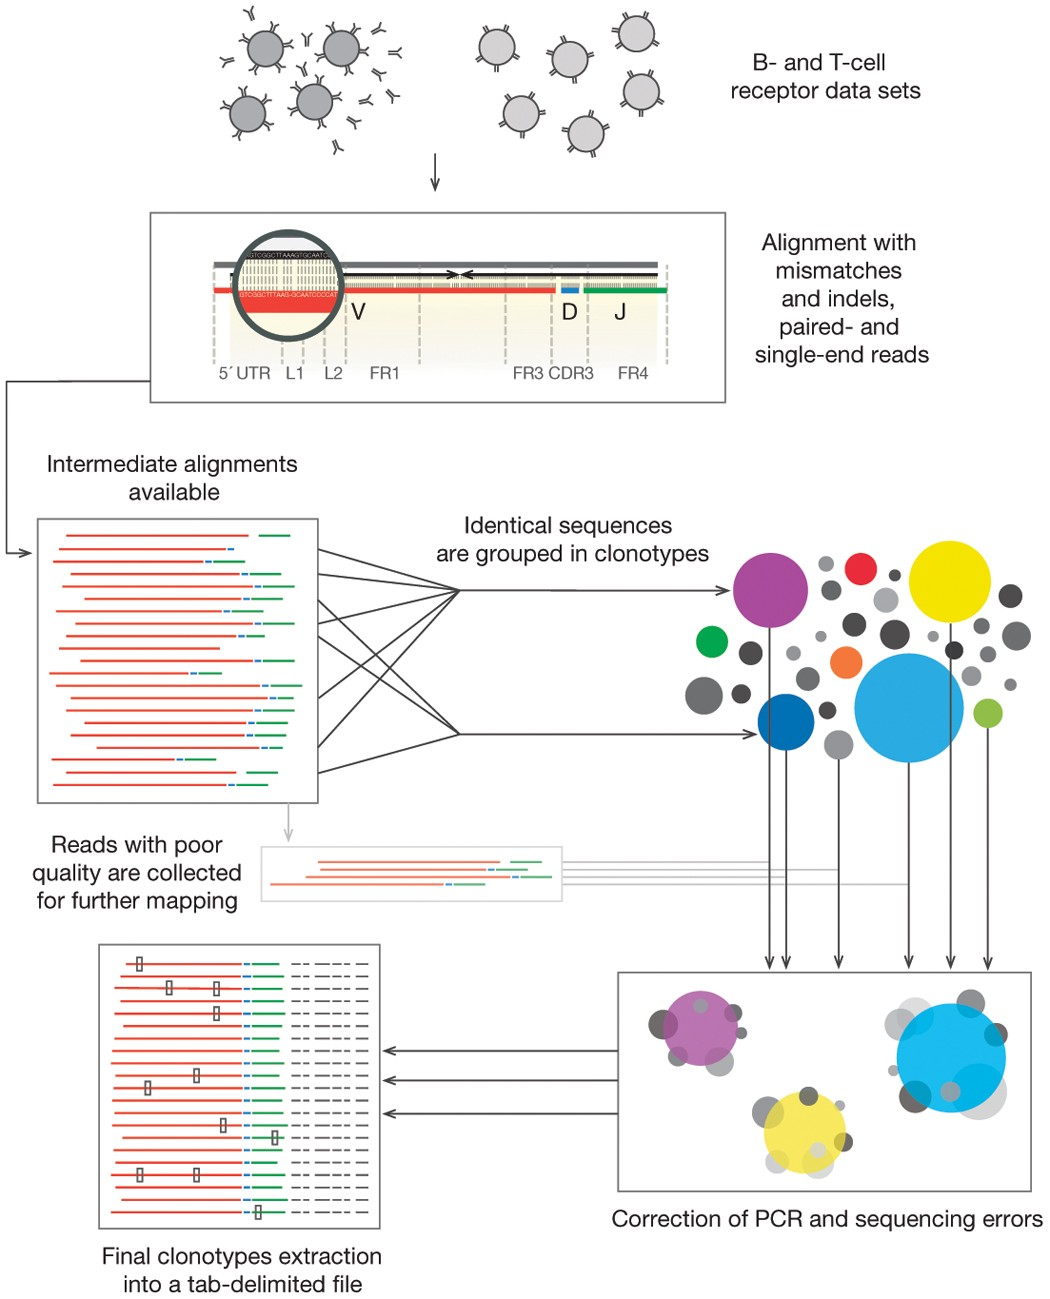 B- and T-cell
receptor data sets
Alignment with
mismatches
and indels,
paired- and
single-end reads
V
D
J
5´ UTR
L1
L2
FR1
FR3
CDR3
FR4
Intermediate alignments
available
Identical sequences
are grouped in clonotypes
Reads with poor
quality are collected
for further mapping
Correction of PCR and sequencing errors
Final clonotypes extraction
into a tab-delimited file